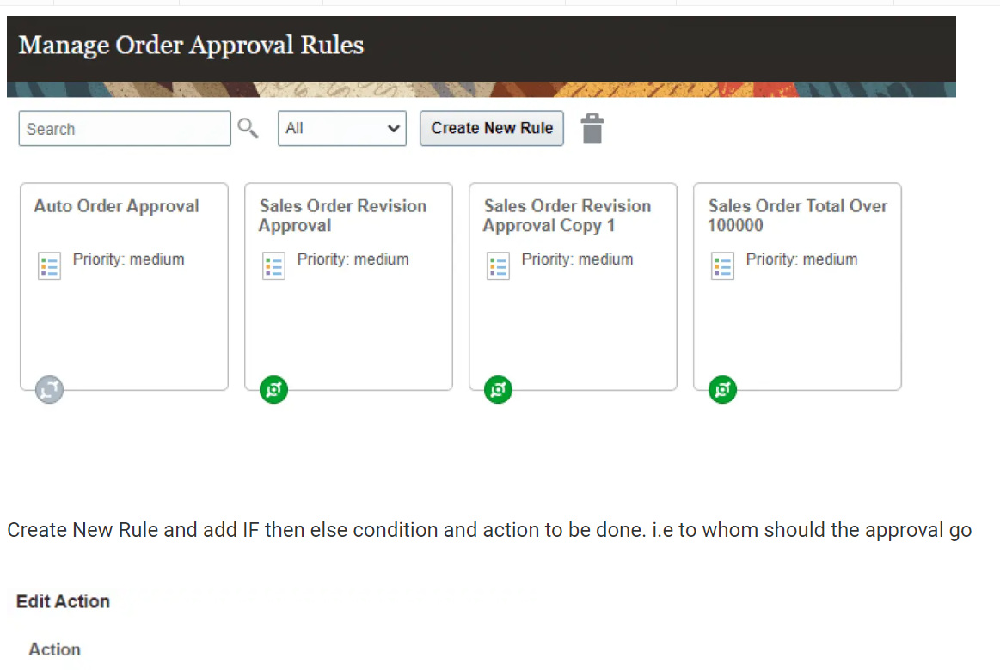 Manage Order Approval Rules
Search
All
Create New Rule
Auto Order Approval
Priority: medium
Sales Order Revision
Approval
Priority: medium
Sales Order Revision
Approval Copy 1
Priority: medium
Sales Order Total Over
100000
Priority: medium
Create New Rule and add IF then else condition and action to be done. i.e to whom should the approval go
Edit Action
Action